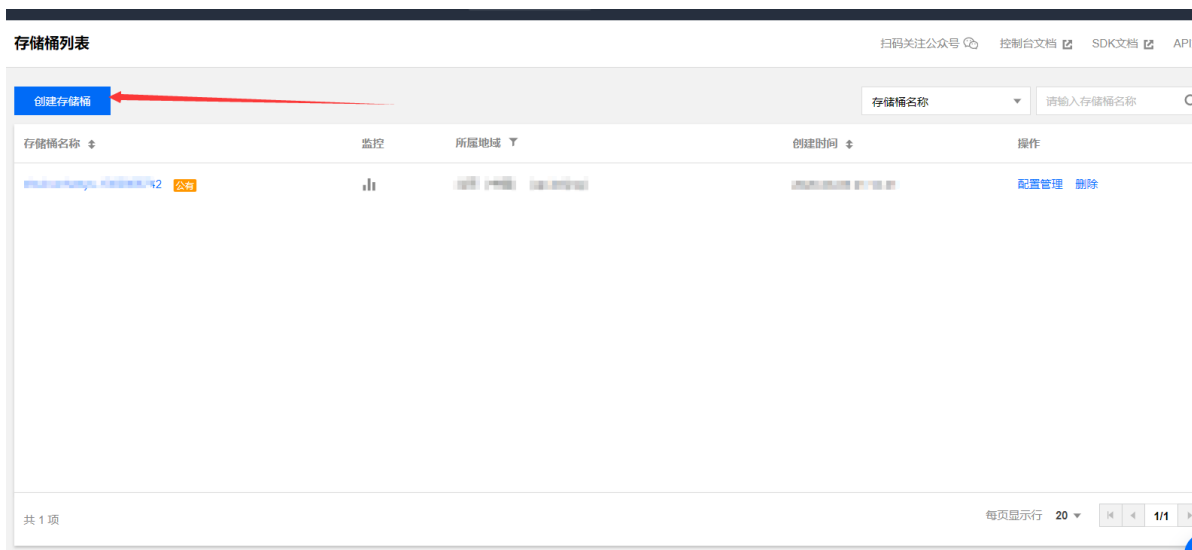 存储桶列表
扫码关注公众号 控制台文档 SDK文档 API
创建存储桶
存储桶名称 请输入存储桶名称
存储桶名称 监控 所属地域 创建时间 操作
公有 配置管理 删除
共 1 项 每页显示行 20 1/1